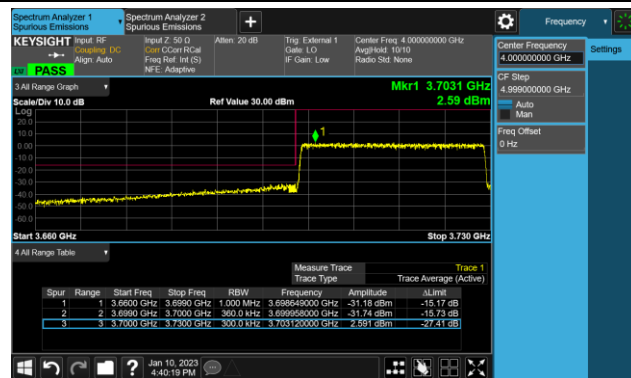 Spectrum Analyzer 1
Spurious Emissions
Spectrum Analyzer 2
Spurious Emissions
Frequency
KEYSIGHT
Input: RF
Coupling: DC
Align: Auto
Input Z: 50 Ω
Corr CCorr RCal
Freq Ref: Int (S)
NFE: Adaptive
Atten: 20 dB
Trig: External 1
Gate: LO
IF Gain: Low
Center Freq: 4.000000000 GHz
Avg|Hold: 10/10
Radio Std: None
PASS
3 All Range Graph
Mkr1 3.7031 GHz
Scale/Div 10.0 dB
Ref Value 30.00 dBm
2.59 dBm
Log
20.0
10.0
0.00
-10.0
-20.0
-30.0
-40.0
-50.0
-60.0
1
Start 3.660 GHz
Stop 3.730 GHz
4 All Range Table
Measure Trace Trace 1
Trace Type Trace Average (Active)
Spur Range Start Freq Stop Freq RBW Frequency Amplitude ΔLimit
1 1 3.6600 GHz 3.6990 GHz 1.000 MHz 3.698649000 GHz -31.18 dBm -15.17 dB
2 2 3.6990 GHz 3.7000 GHz 360.0 kHz 3.699958000 GHz -31.74 dBm -15.73 dB
3 3 3.7000 GHz 3.7300 GHz 300.0 kHz 3.703120000 GHz 2.591 dBm -27.41 dB
Center Frequency
4.000000000 GHz
Settings
CF Step
4.999000000 GHz
Auto
Man
Freq Offset
0 Hz
?
Jan 10, 2023
4:40:19 PM